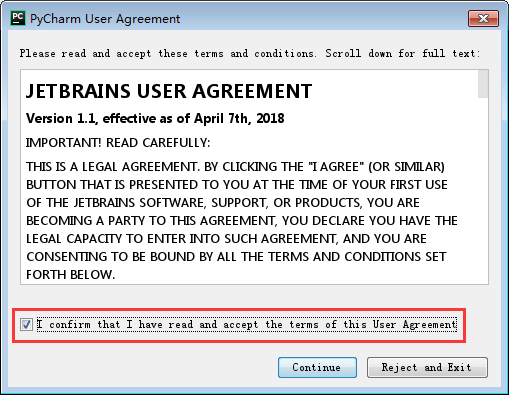 PC PyCharm User Agreement
Please read and accept these terms and conditions. Scroll down for full text:
JETBRAINS USER AGREEMENT
Version 1.1, effective as of April 7th, 2018
IMPORTANT! READ CAREFULLY:
THIS IS A LEGAL AGREEMENT. BY CLICKING THE "I AGREE" (OR SIMILAR)
BUTTON THAT IS PRESENTED TO YOU AT THE TIME OF YOUR FIRST USE
OF THE JETBRAINS SOFTWARE, SUPPORT, OR PRODUCTS, YOU ARE
BECOMING A PARTY TO THIS AGREEMENT, YOU DECLARE YOU HAVE THE
LEGAL CAPACITY TO ENTER INTO SUCH AGREEMENT, AND YOU ARE
CONSENTING TO BE BOUND BY ALL THE TERMS AND CONDITIONS SET
FORTH BELOW.
I confirm that I have read and accept the terms of this User Agreement
Continue
Reject and Exit